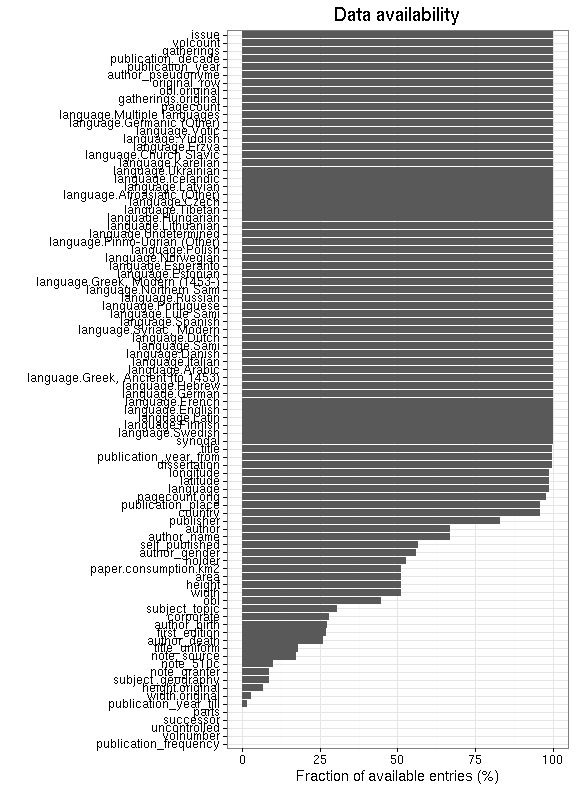 Data availability
issue
volcount
gatherings
publication_decade
publication_year
author_pseudonyme
original_row
obl.original
gatherings.original
pagecount
language.Multiple languages
language.Germanic (Other)
language.Votic
language.Yiddish
language.Erzya
language.Church Slavic
language.Karelian
language.Ukrainian
language.Icelandic
language.Latvian
language.Afroasiatic (Other)
language.Czech
language.Tibetan
language.Hungarian
language.Lithuanian
language.Undetermined
language.Finno-Ugrian (Other)
language.Polish
language.Norwegian
language.Esperanto
language.Estonian
language.Greek, Modern (1453-)
language.Northern Sami
language.Russian
language.Portuguese
language.Lule Sami
language.Spanish
language.Syriac, Modern
language.Dutch
language.Sami
language.Danish
language.Italian
language.Arabic
language.Greek, Ancient (to 1453)
language.Hebrew
language.German
language.French
language.English
language.Latin
language.Finnish
language.Swedish
synodal
title
publication_year_from
dissertation
longitude
latitude
language
pagecount.orig
publication_place
country
publisher
author
author_name
self_published
author_gender
holder
paper.consumption.km2
area
height
width
obl
subject_topic
corporate
author_birth
first_edition
author_death
title_uniform
note_source
note_510c
note_granter
subject_geography
height.original
width.original
publication_year_till
parts
successor
uncontrolled
volnumber
publication_frequency
0 25 50 75 100
Fraction of available entries (%)